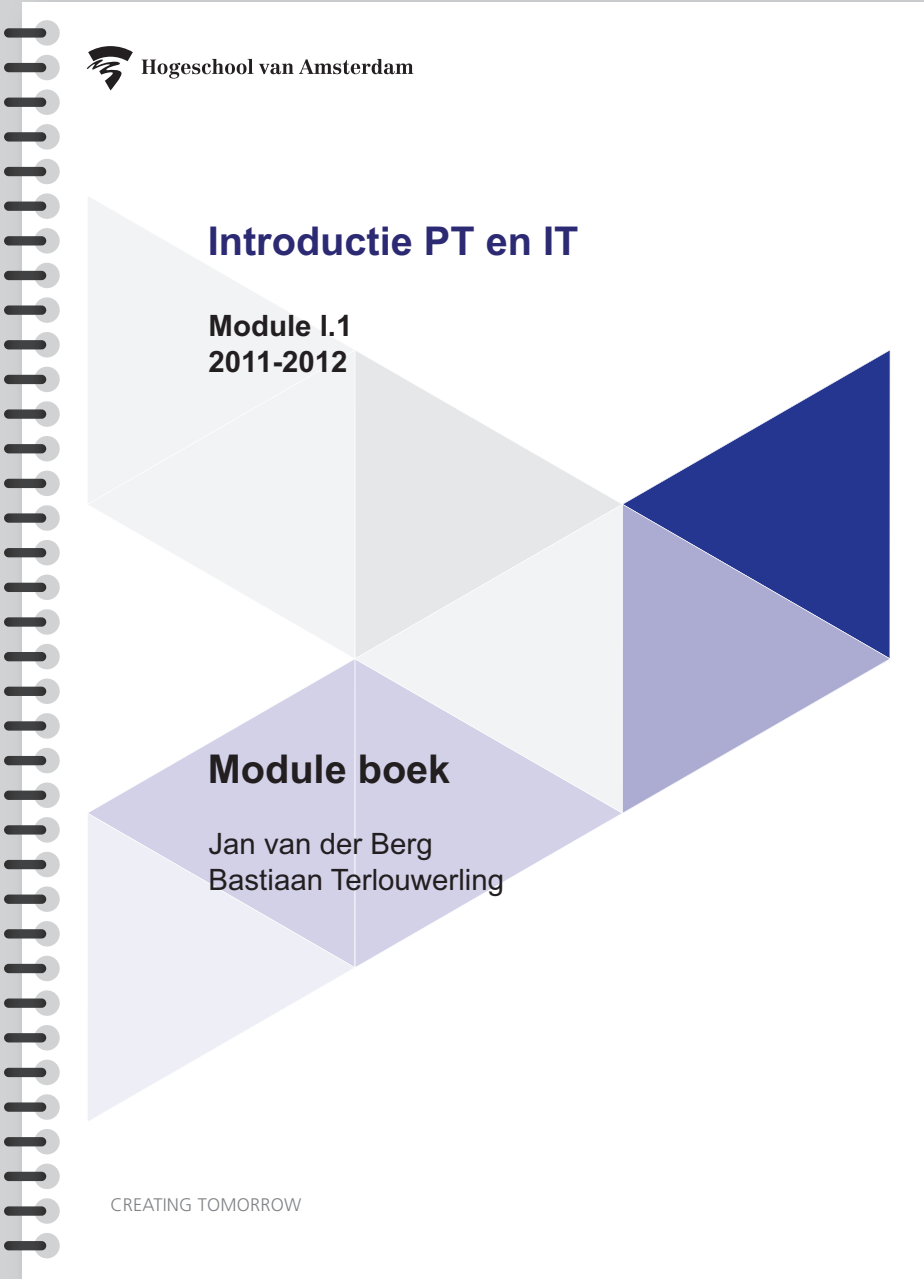 Hogeschool van Amsterdam
Introductie PT en IT
Module I.1
2011-2012
Module boek
Jan van der Berg
Bastiaan Terlouwerling
CREATING TOMORROW